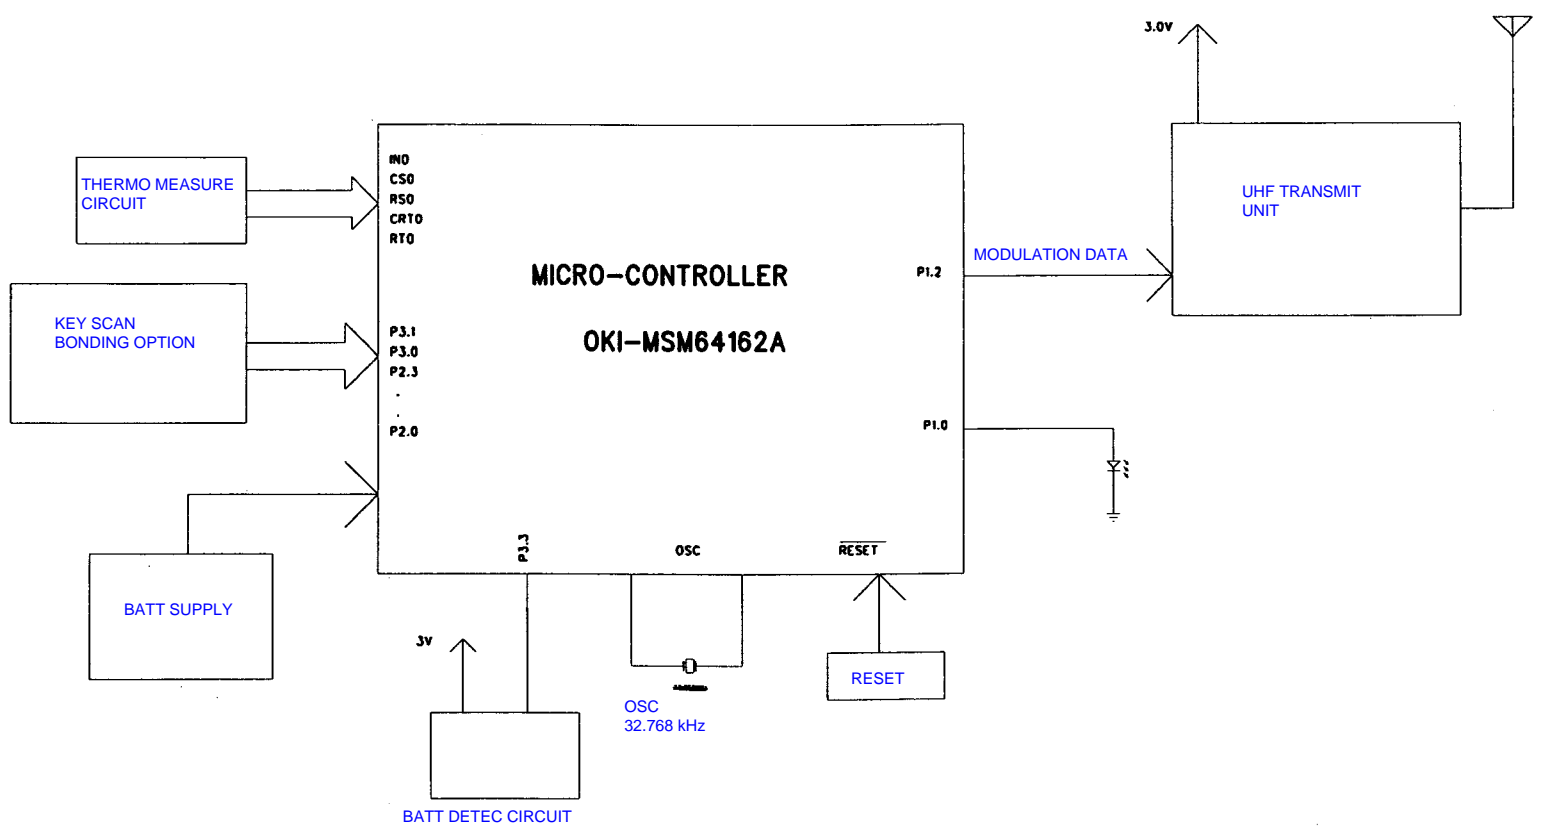 3.0V
THERMO MEASURE
CIRCUIT
IN0
CS0
RS0
CRT0
RT0
UHF TRANSMIT
UNIT
MICRO-CONTROLLER
OKI-MSM64162A
P1.2
MODULATION DATA
KEY SCAN
BONDING OPTION
P3.1
P3.0
P2.3
.
.
P2.0
P1.0
P3.3
OSC
RESET
BATT SUPPLY
3V
OSC
32.768 kHz
RESET
BATT DETEC CIRCUIT